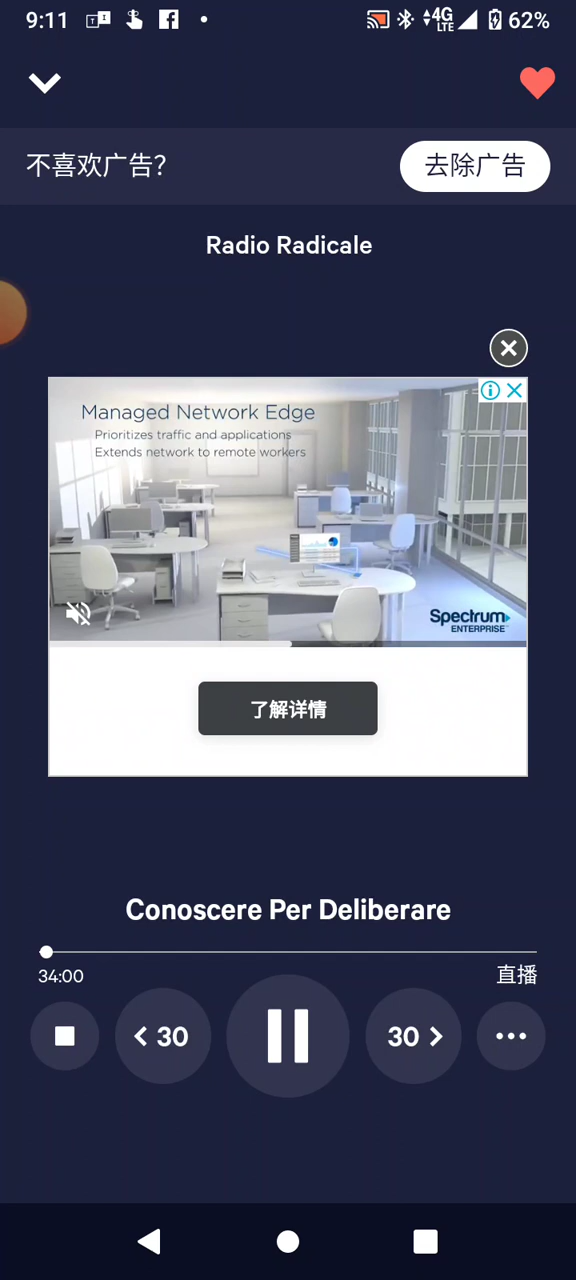 9:11
4G
LTE
62%
不喜欢广告？
去除广告
Radio Radicale
Managed Network Edge
Prioritizes traffic and applications
Extends network to remote workers
Spectrum
ENTERPRISE
了解详情
Conoscere Per Deliberare
34:00
直播
30
30